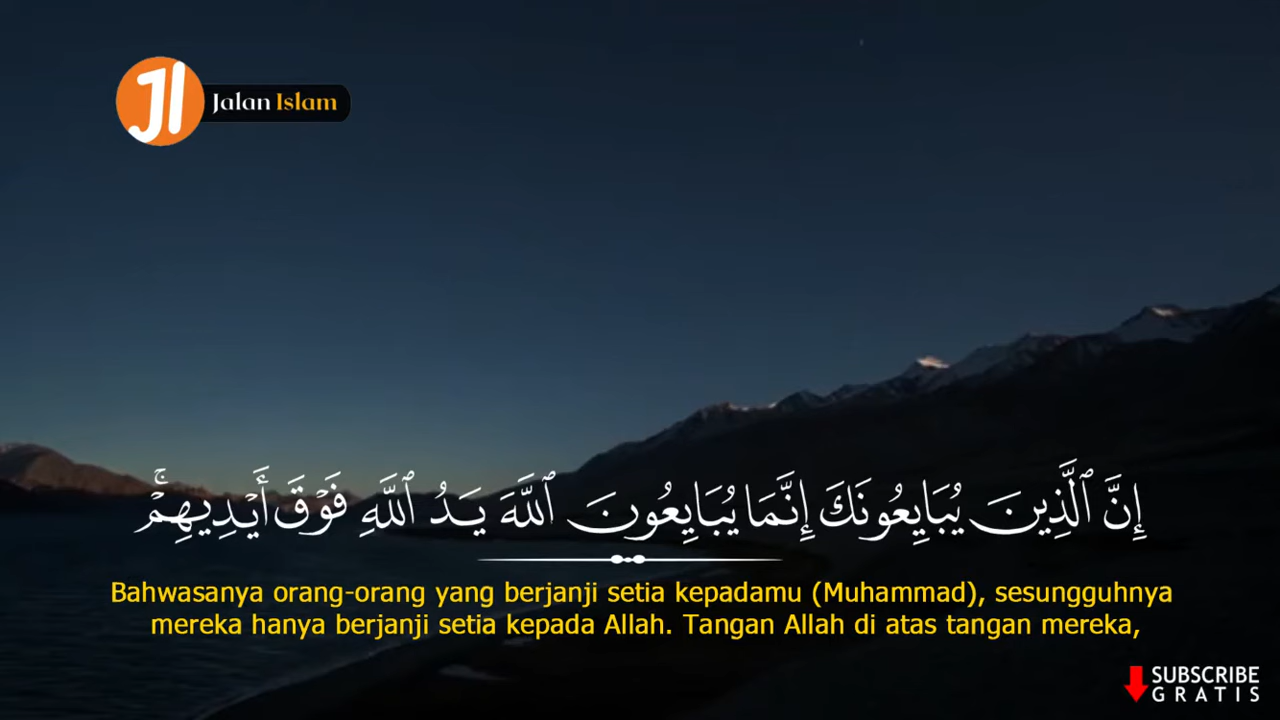 JI Jalan Islam
إِنَّ ٱلَّذِينَ يُبَايِعُونَكَ إِنَّمَا يُبَايِعُونَ ٱللَّهَ يَدُ ٱللَّهِ فَوْقَ أَيْدِيهِمْ ۚ
Bahwasanya orang-orang yang berjanji setia kepadamu (Muhammad), sesungguhnya
mereka hanya berjanji setia kepada Allah. Tangan Allah di atas tangan mereka,
SUBSCRIBE
GRATIS